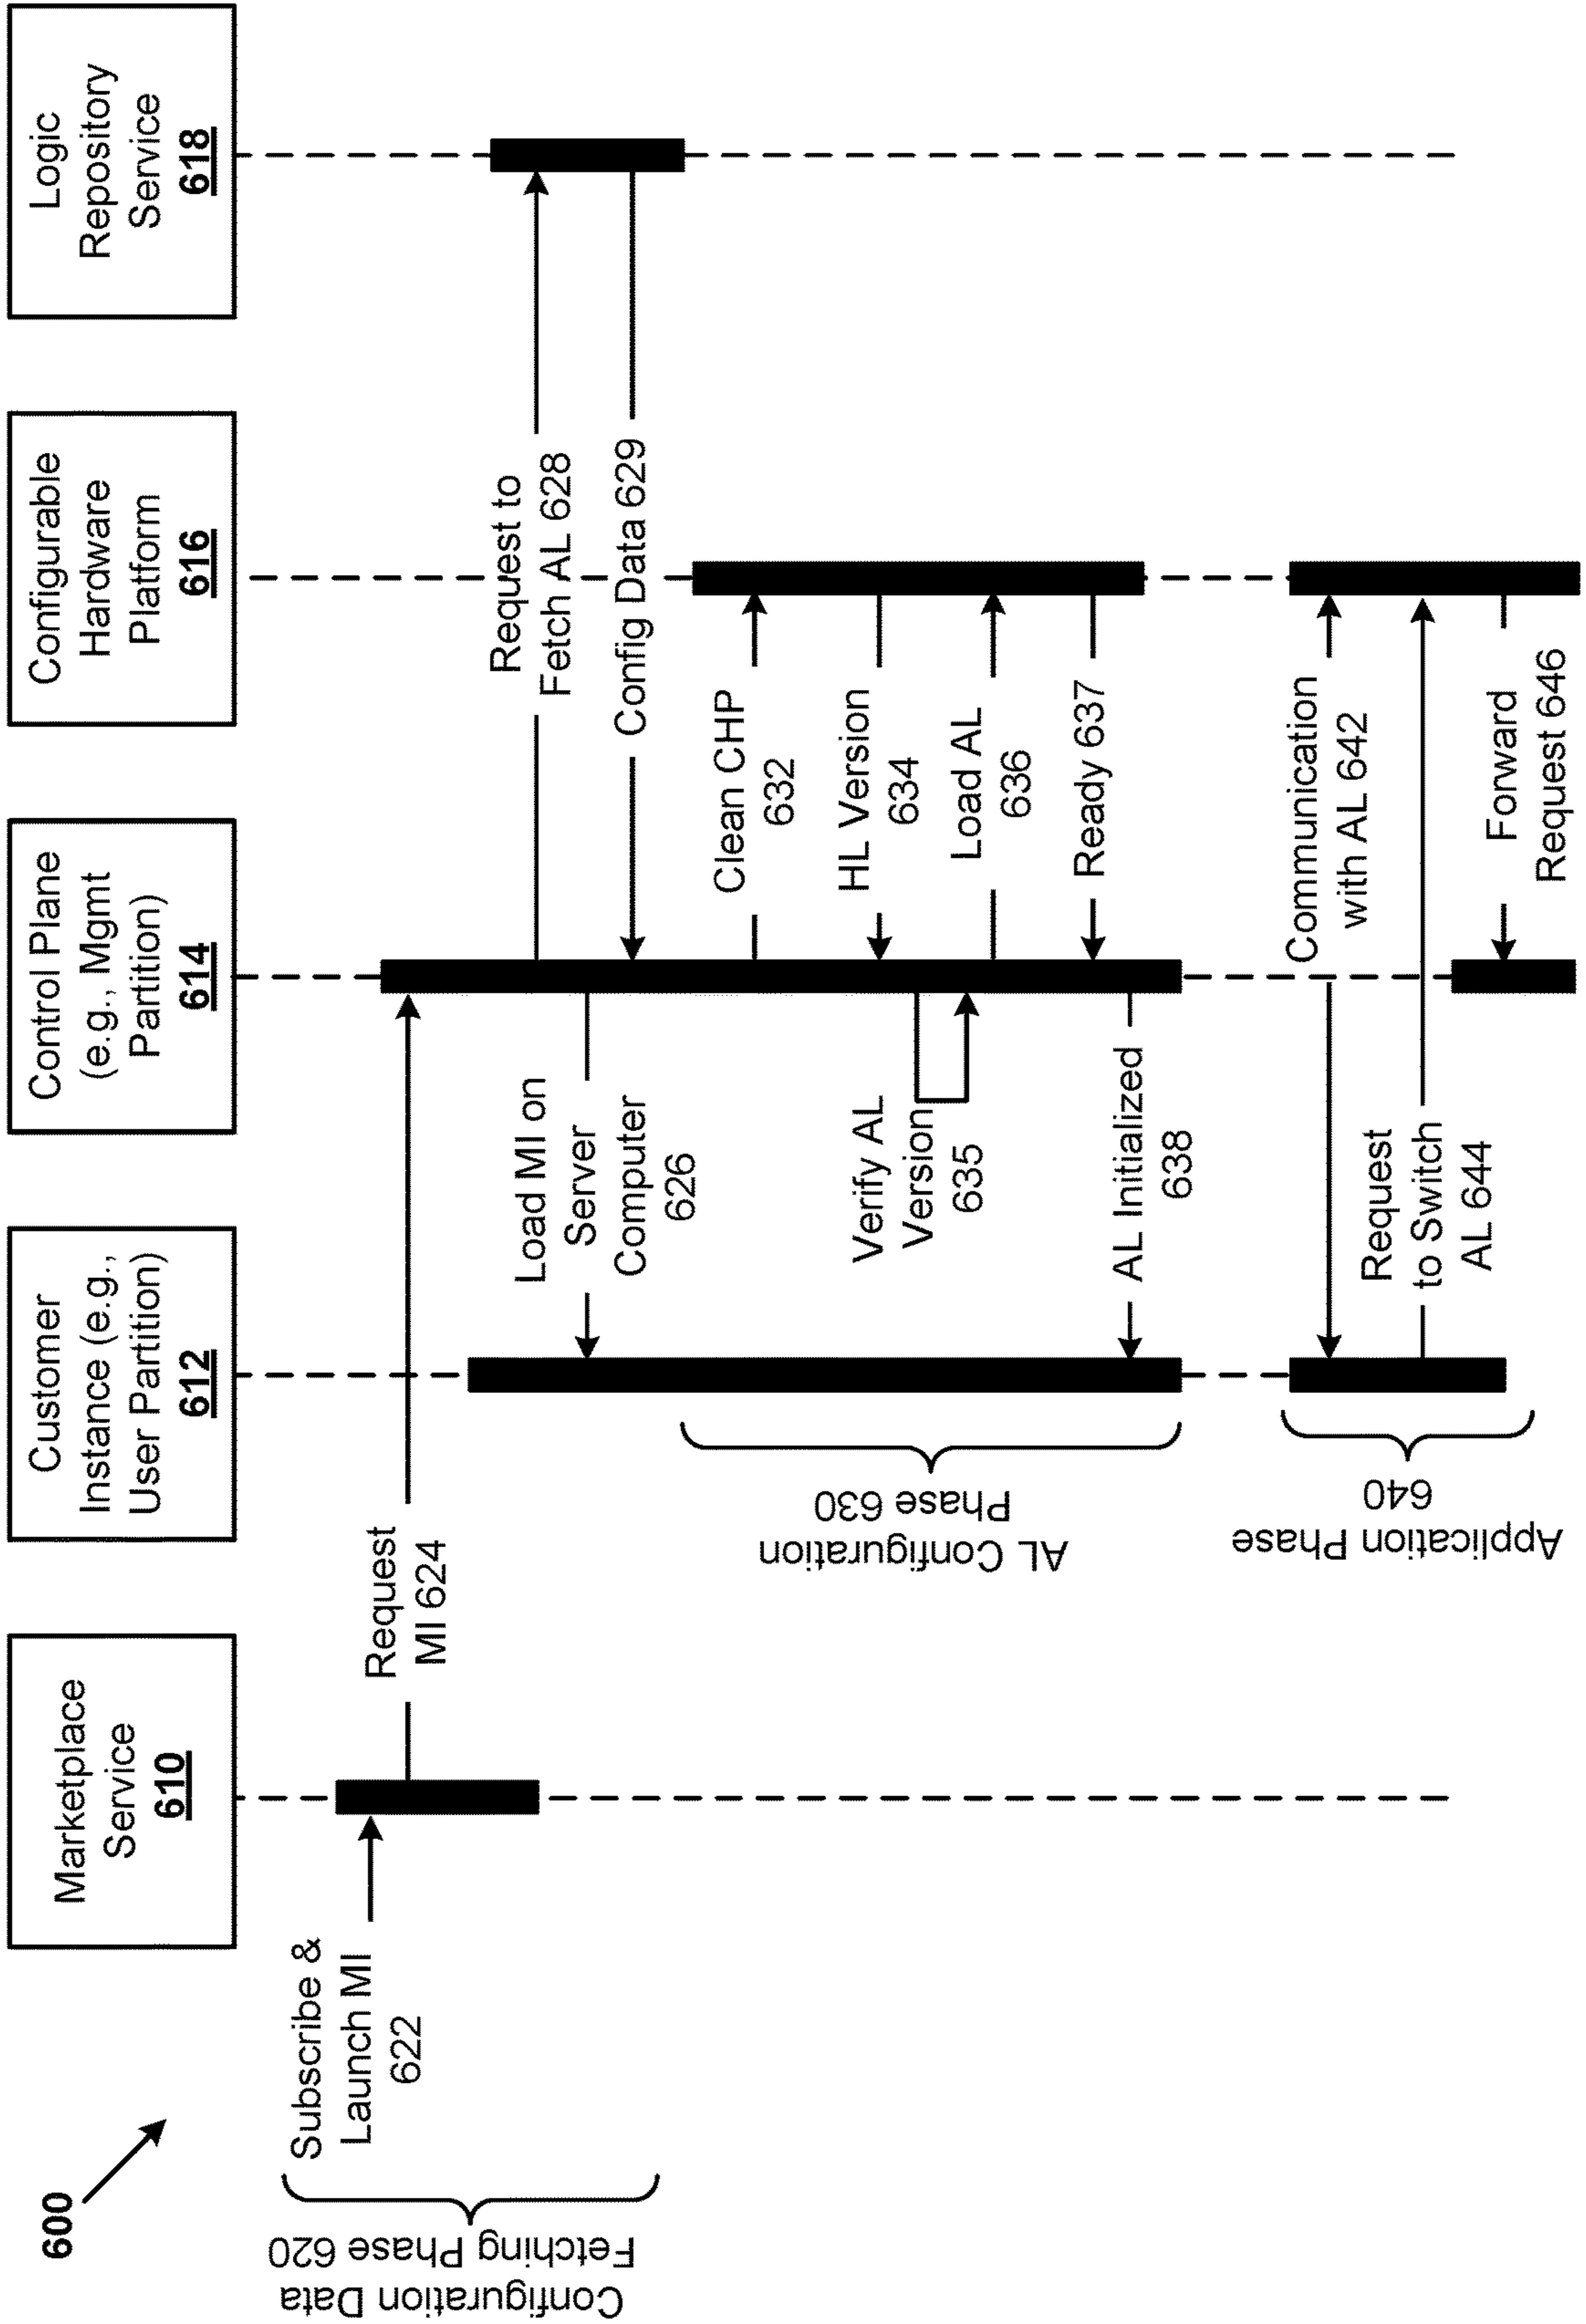 600
Marketplace
Service
610
Customer
Instance (e.g.,
User Partition)
612
Control Plane
(e.g., Mgmt
Partition)
614
Configurable
Hardware
Platform
616
Logic
Repository
Service
618
Configuration Data
Fetching Phase 620
Subscribe &
Launch MI
622
Request
MI 624
Request to
Fetch AL 628
Load MI on
Server
Computer
626
Config Data 629
AL Configuration
Phase 630
Clean CHP
632
HL Version
634
Verify AL
Version
635
Load AL
636
Ready 637
AL Initialized
638
Application Phase
640
Communication
with AL 642
Request
to Switch
AL 644
Forward
Request 646